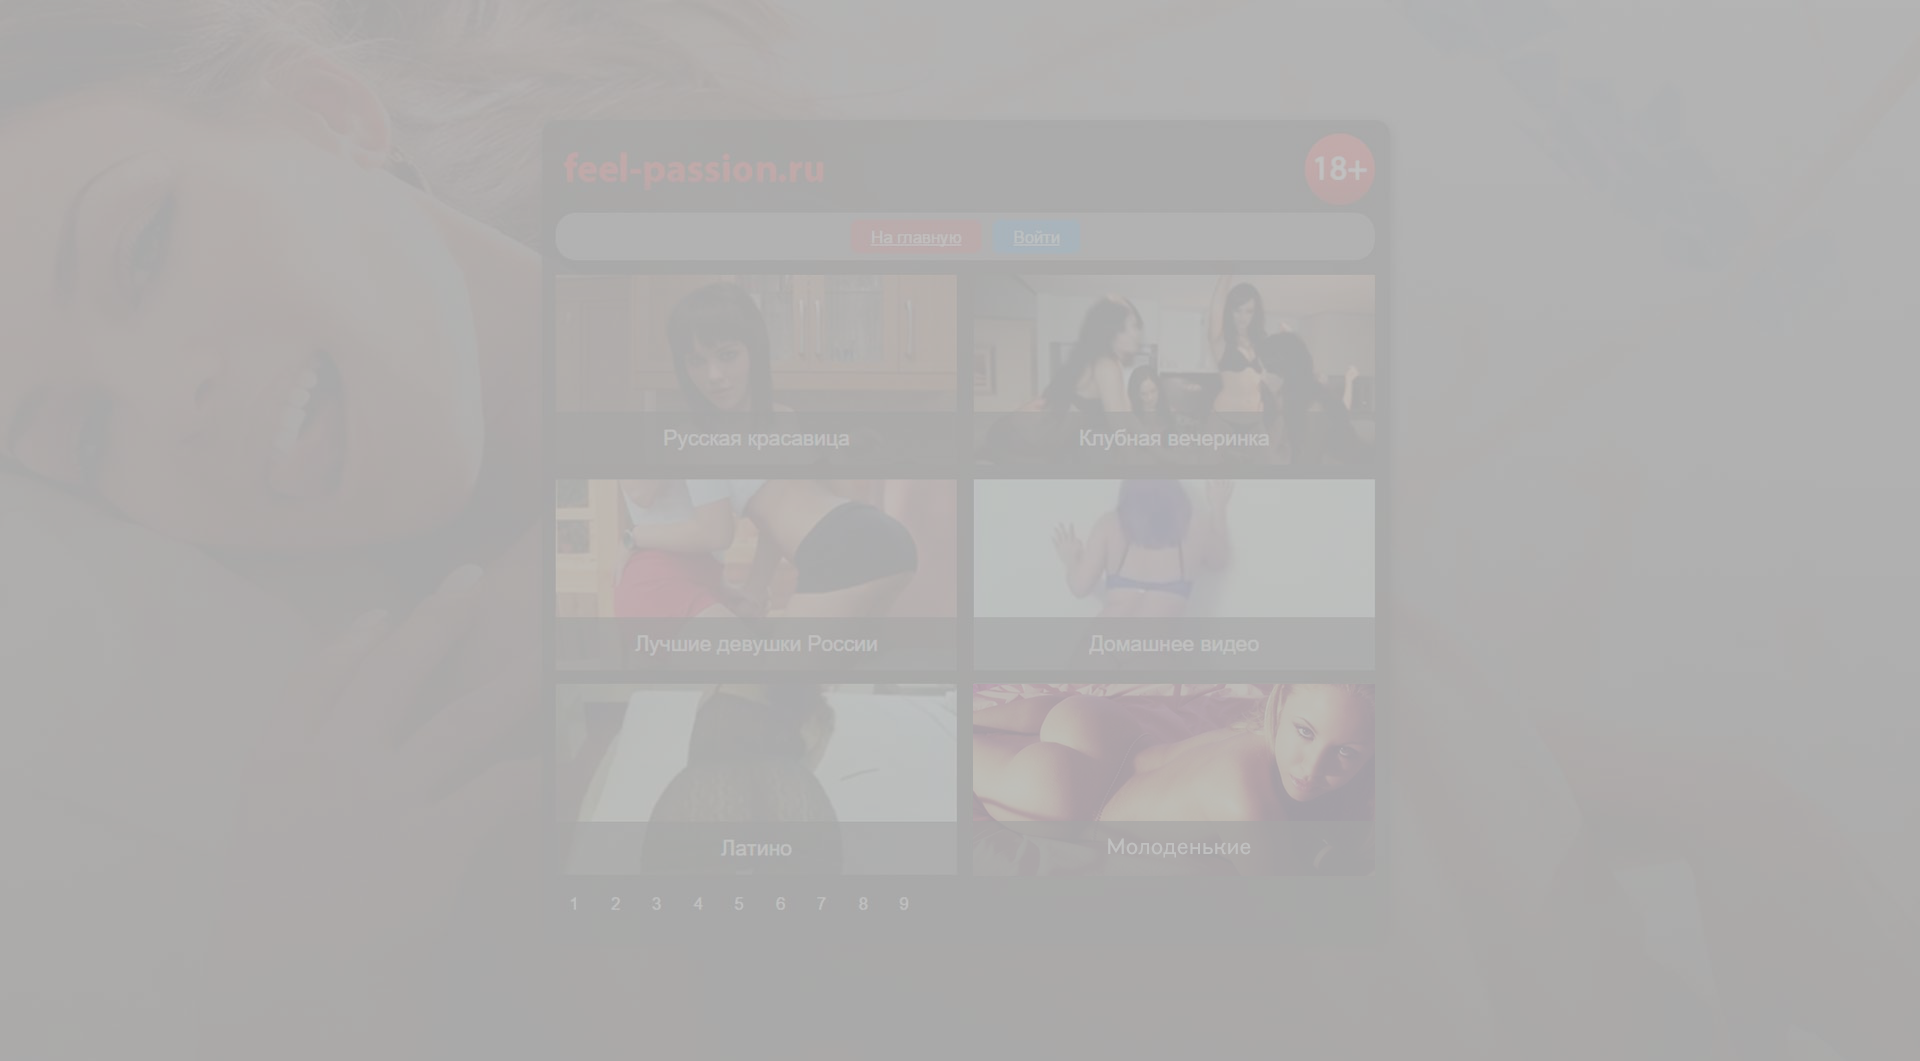 feel-passion.ru
18+
На главную Войти
Русская красавица
Клубная вечеринка
Лучшие девушки России
Домашнее видео
Латино
Молоденькие
1 2 3 4 5 6 7 8 9